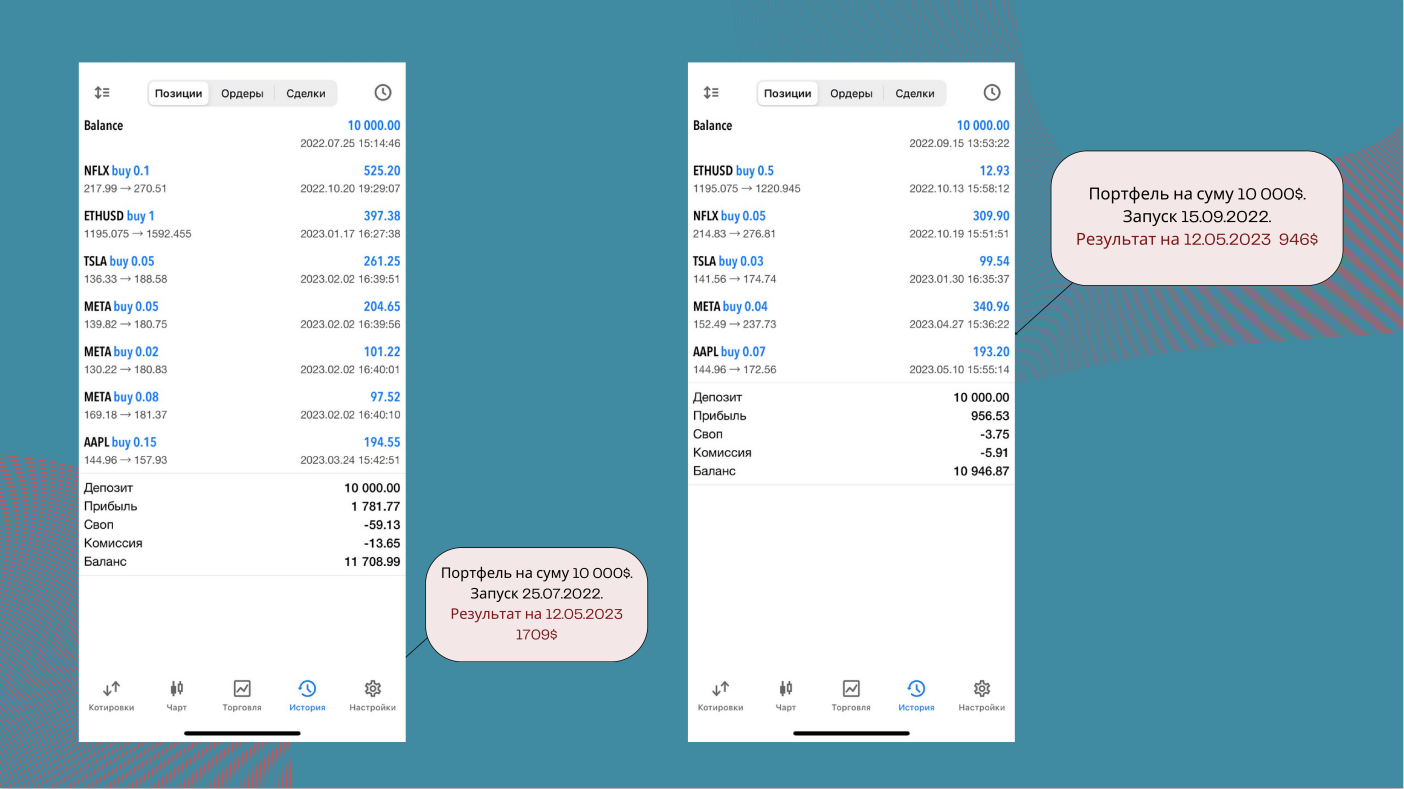 Позиции Ордеры Сделки
Balance 10 000.00
2022.07.25 15:14:46
NFLX buy 0.1 525.20
217.99 → 270.51 2022.10.20 19:29:07
ETHUSD buy 1 397.38
1195.075 → 1592.455 2023.01.17 16:27:38
TSLA buy 0.05 261.25
136.33 → 188.58 2023.02.02 16:39:51
META buy 0.05 204.65
139.82 → 180.75 2023.02.02 16:39:56
META buy 0.02 101.22
130.22 → 180.83 2023.02.02 16:40:01
META buy 0.08 97.52
169.18 → 181.37 2023.02.02 16:40:10
AAPL buy 0.15 194.55
144.96 → 157.93 2023.03.24 15:42:51
Депозит 10 000.00
Прибыль 1 781.77
Своп -59.13
Комиссия -13.65
Баланс 11 708.99
Котировки Чарт Торговля История Настройки
Портфель на сумму 10 000$.
Запуск 25.07.2022.
Результат на 12.05.2023
1709$
Позиции Ордеры Сделки
Balance 10 000.00
2022.09.15 13:53:22
ETHUSD buy 0.5 12.93
1195.075 → 1220.945 2022.10.13 15:58:12
NFLX buy 0.05 309.90
214.83 → 276.81 2022.10.19 15:51:51
TSLA buy 0.03 99.54
141.56 → 174.74 2023.01.30 16:35:37
META buy 0.04 340.96
152.49 → 237.73 2023.04.27 15:36:22
AAPL buy 0.07 193.20
144.96 → 172.56 2023.05.10 15:55:14
Депозит 10 000.00
Прибыль 956.53
Своп -3.75
Комиссия -5.91
Баланс 10 946.87
Котировки Чарт Торговля История Настройки
Портфель на сумму 10 000$.
Запуск 15.09.2022.
Результат на 12.05.2023 946$